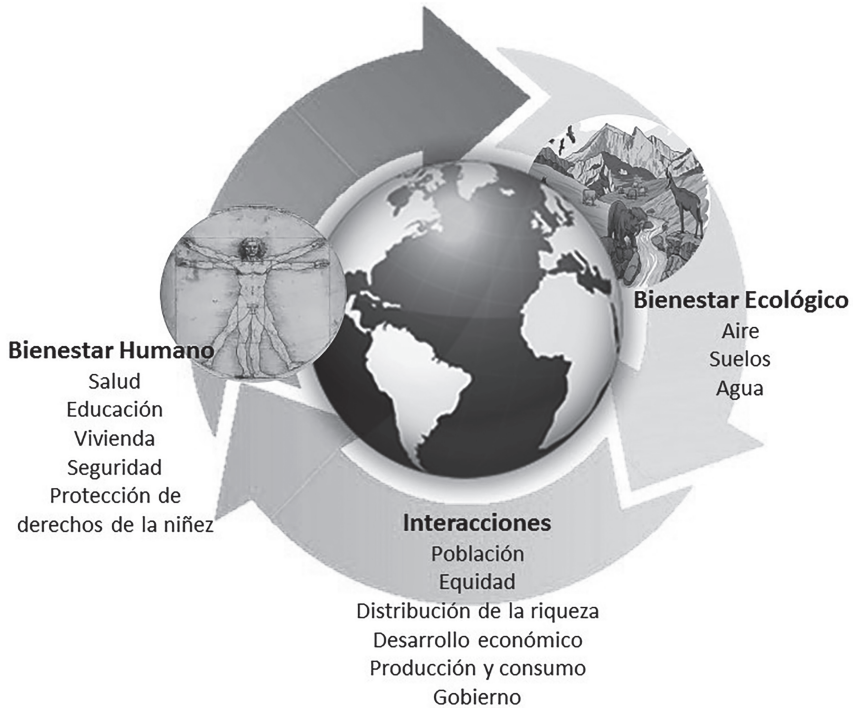 Bienestar Humano
Salud
Educación
Vivienda
Seguridad
Protección de
derechos de la niñez
Bienestar Ecológico
Aire
Suelos
Agua
Interacciones
Población
Equidad
Distribución de la riqueza
Desarrollo económico
Producción y consumo
Gobierno